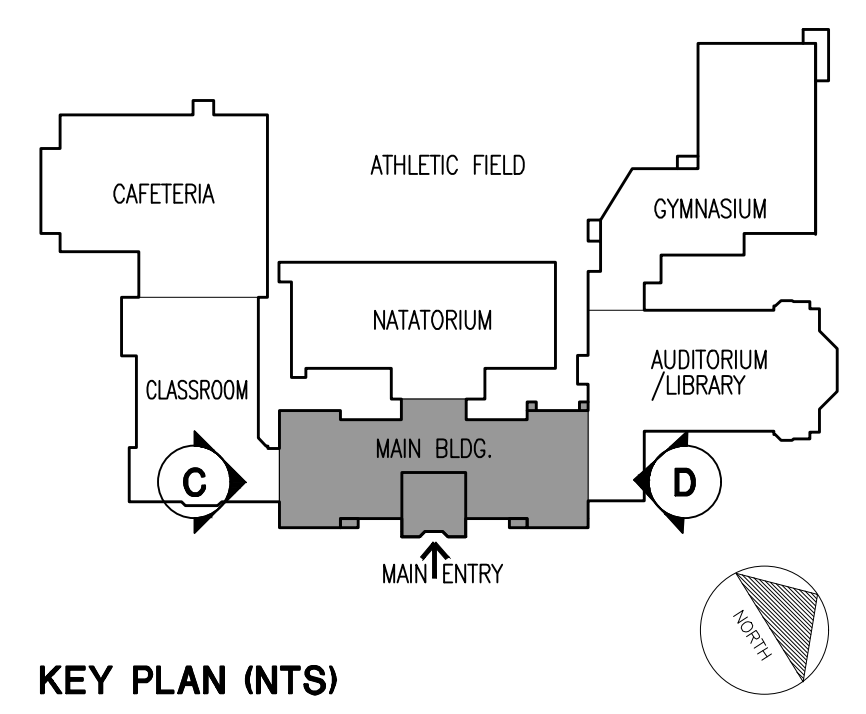 ATHLETIC FIELD
CAFETERIA
GYMNASIUM
NATATORIUM
AUDITORIUM
/LIBRARY
CLASSROOM
MAIN BLDG.
C
D
MAIN ENTRY
NORTH
KEY PLAN (NTS)